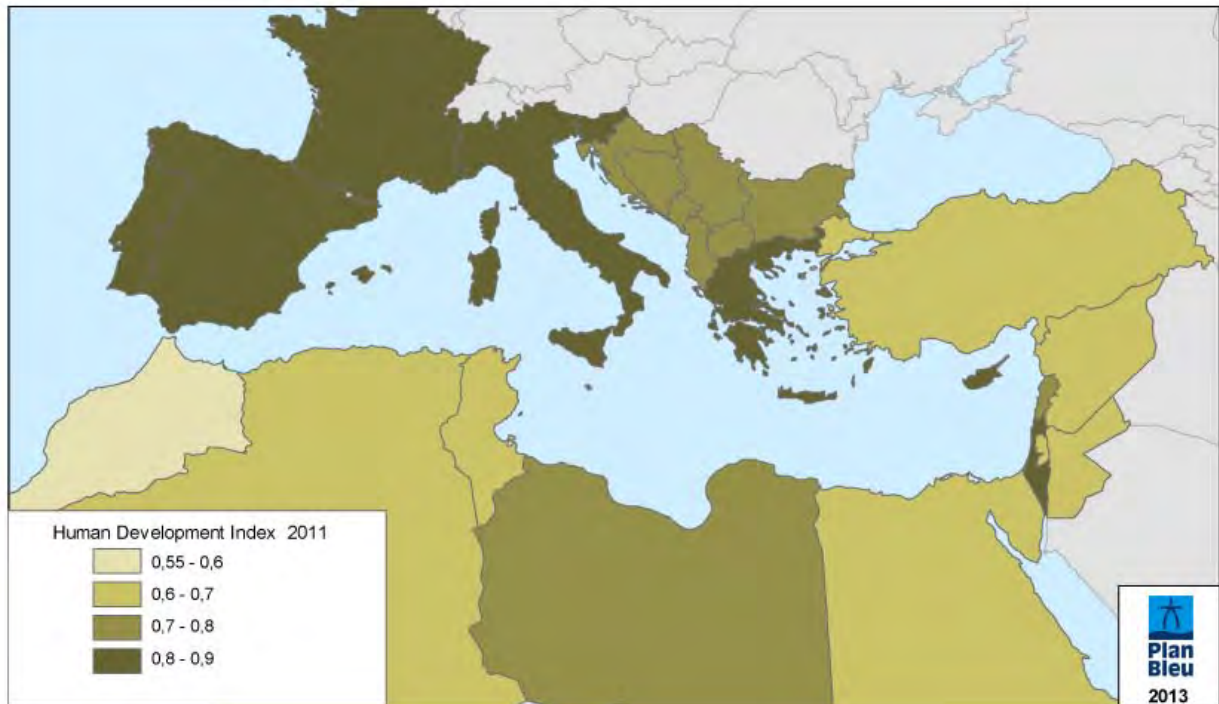 Human Development Index 2011
0,55 - 0,6
0,6 - 0,7
0,7 - 0,8
0,8 - 0,9
Plan
Bleu
2013